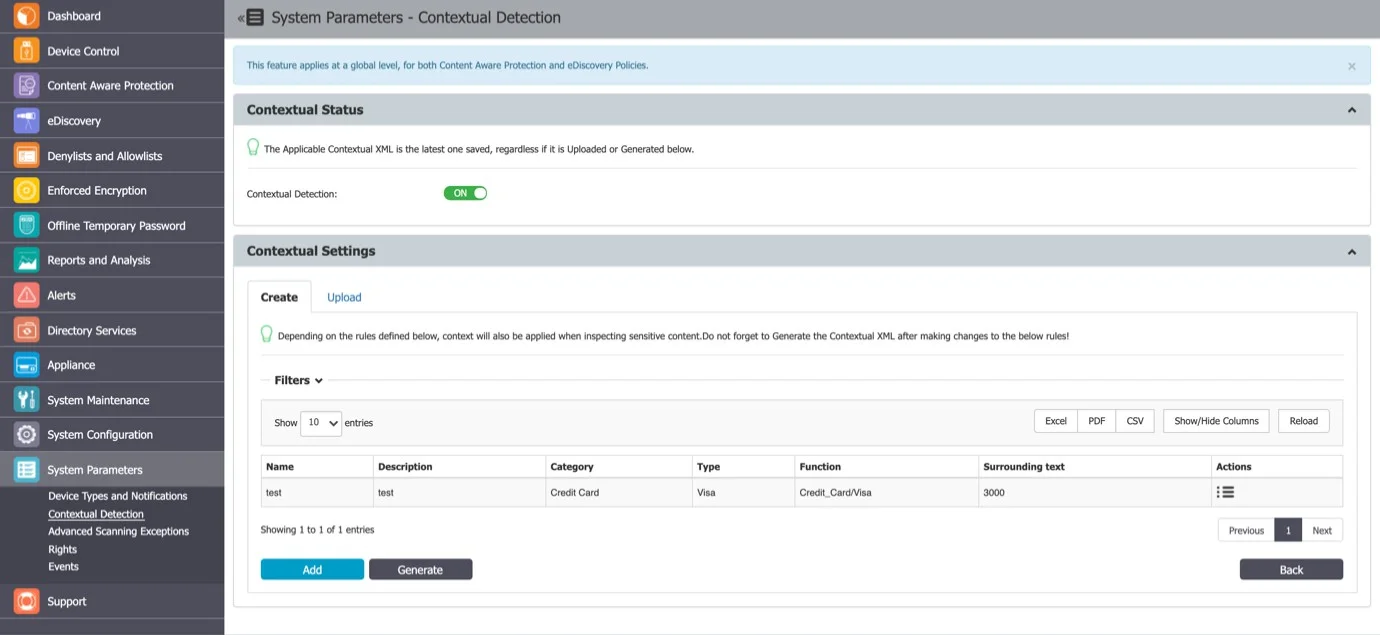 Dashboard
Device Control
Content Aware Protection
eDiscovery
Denylists and Allowlists
Enforced Encryption
Offline Temporary Password
Reports and Analysis
Alerts
Directory Services
Appliance
System Maintenance
System Configuration
System Parameters
Device Types and Notifications
Contextual Detection
Advanced Scanning Exceptions
Rights
Events
Support
System Parameters - Contextual Detection
This feature applies at a global level, for both Content Aware Protection and eDiscovery Policies.
Contextual Status
The Applicable Contextual XML is the latest one saved, regardless if it is Uploaded or Generated below.
Contextual Detection: ON
Contextual Settings
Create Upload
Depending on the rules defined below, context will also be applied when inspecting sensitive content.Do not forget to Generate the Contextual XML after making changes to the below rules!
Filters
Show 10 entries Excel PDF CSV Show/Hide Columns Reload
Name Description Category Type Function Surrounding text Actions
test test Credit Card Visa Credit_Card/Visa 3000
Showing 1 to 1 of 1 entries Previous 1 Next
Add Generate Back